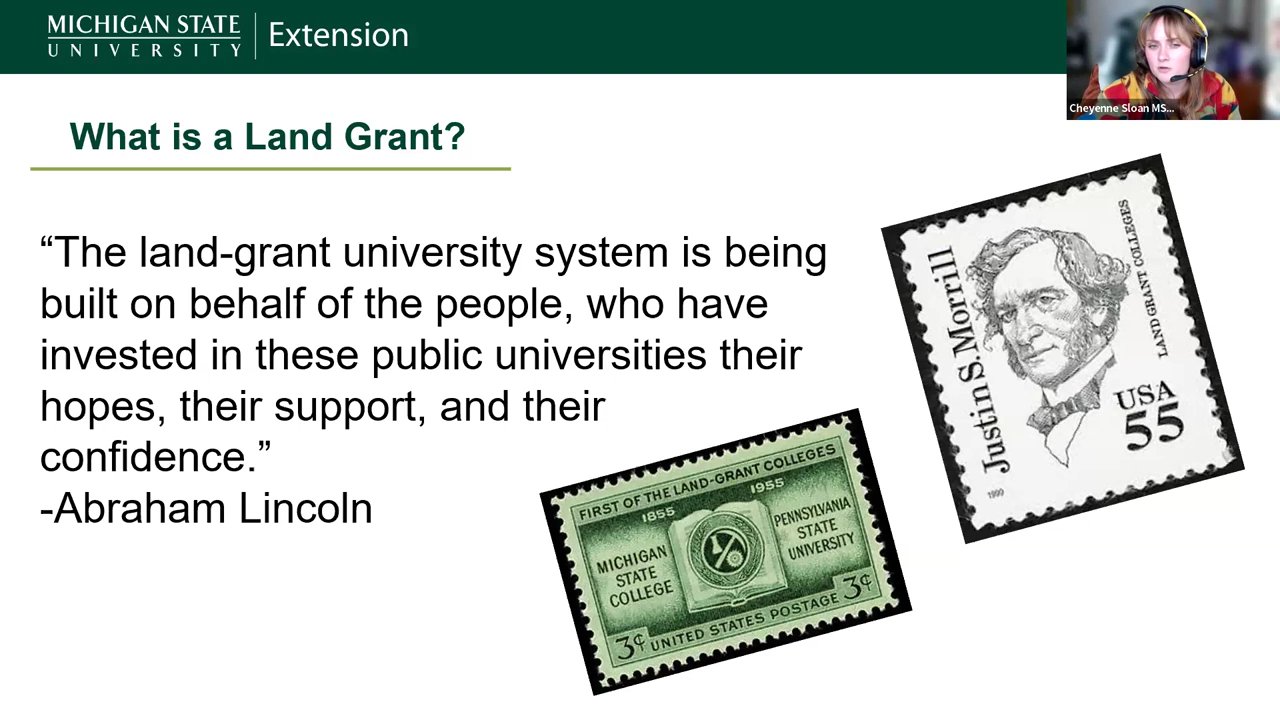 MICHIGAN STATE
UNIVERSITY
Extension
Cheyenne Sloan MS...
What is a Land Grant?
“The land-grant university system is being
built on behalf of the people, who have
invested in these public universities their
hopes, their support, and their
confidence.”
-Abraham Lincoln
Justin S. Morrill
LAND GRANT COLLEGES
USA
55
1999
FIRST OF THE LAND-GRANT COLLEGES
1855
1955
MICHIGAN
STATE
COLLEGE
PENNSYLVANIA
STATE
UNIVERSITY
3¢ UNITED STATES POSTAGE 3¢